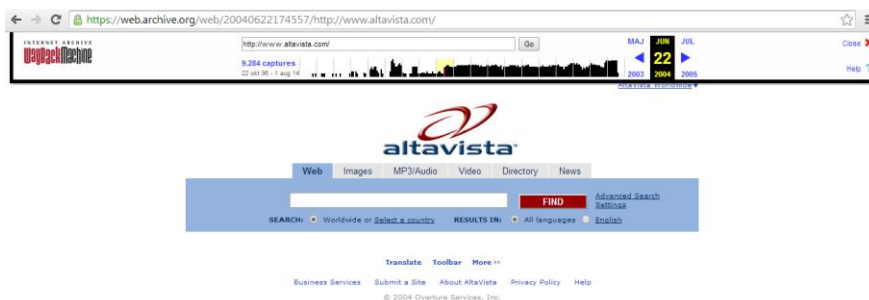 https://web.archive.org/web/20040622174557/http://www.altavista.com/
INTERNET ARCHIVE
WayBackMachine
http://www.altavista.com/ Go
9.284 captures
22 okt 96 - 1 aug 14
MAJ JUN JUL
22
2003 2004 2005
Close
Help ?
AltaVista Worldwide
altavista
Web Images MP3/Audio Video Directory News
FIND Advanced Search
Settings
SEARCH: Worldwide or Select a country RESULTS IN: All languages English
Translate Toolbar More >>
Business Services Submit a Site About AltaVista Privacy Policy Help
© 2004 Overture Services, Inc.